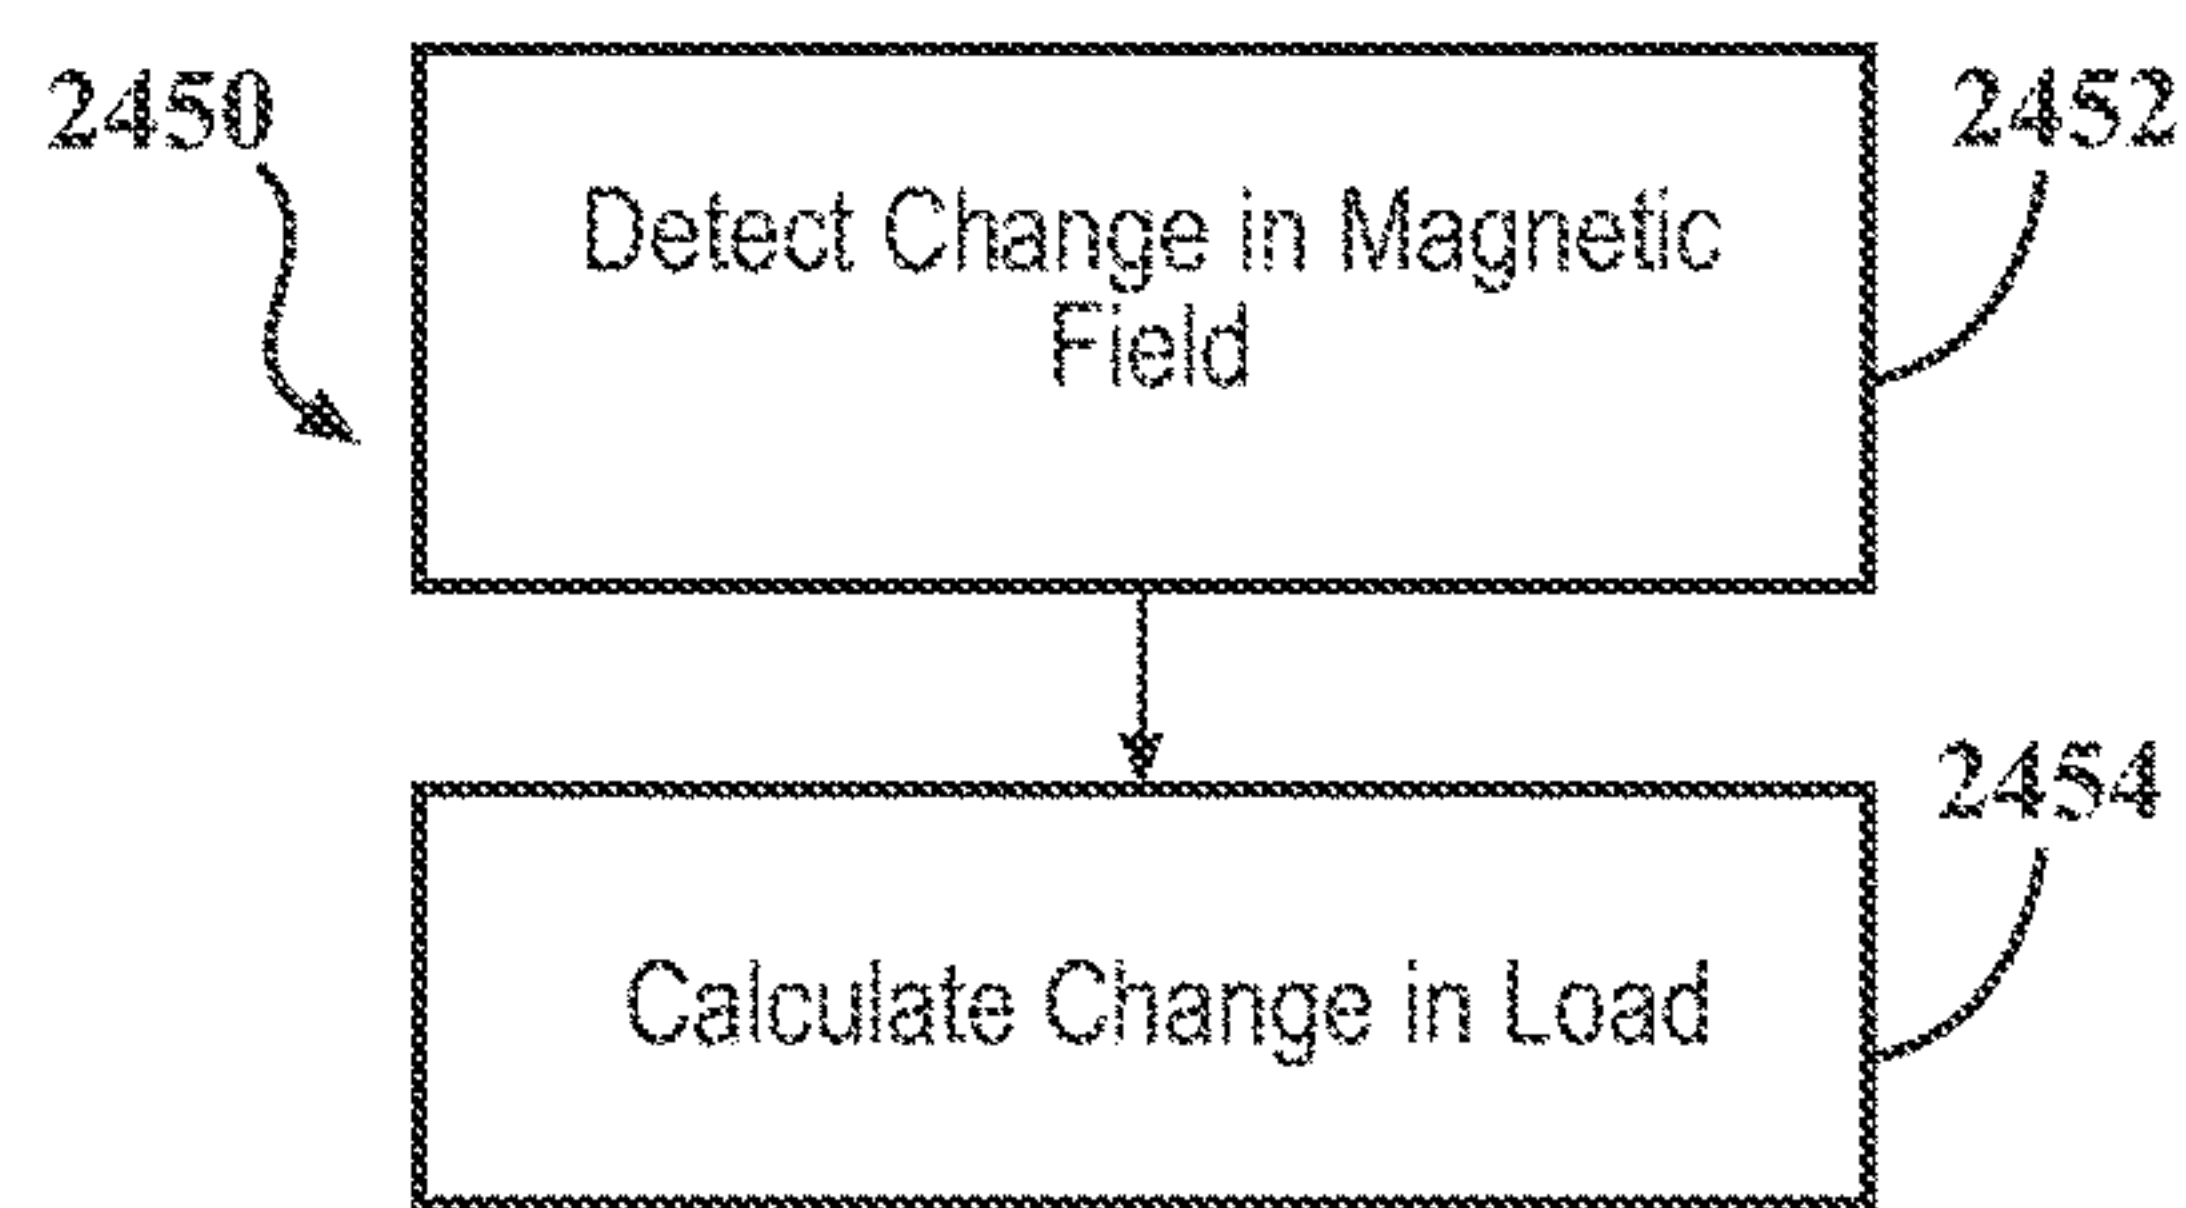 2450
2452
Detect Change in Magnetic
Field
2454
Calculate Change in Load